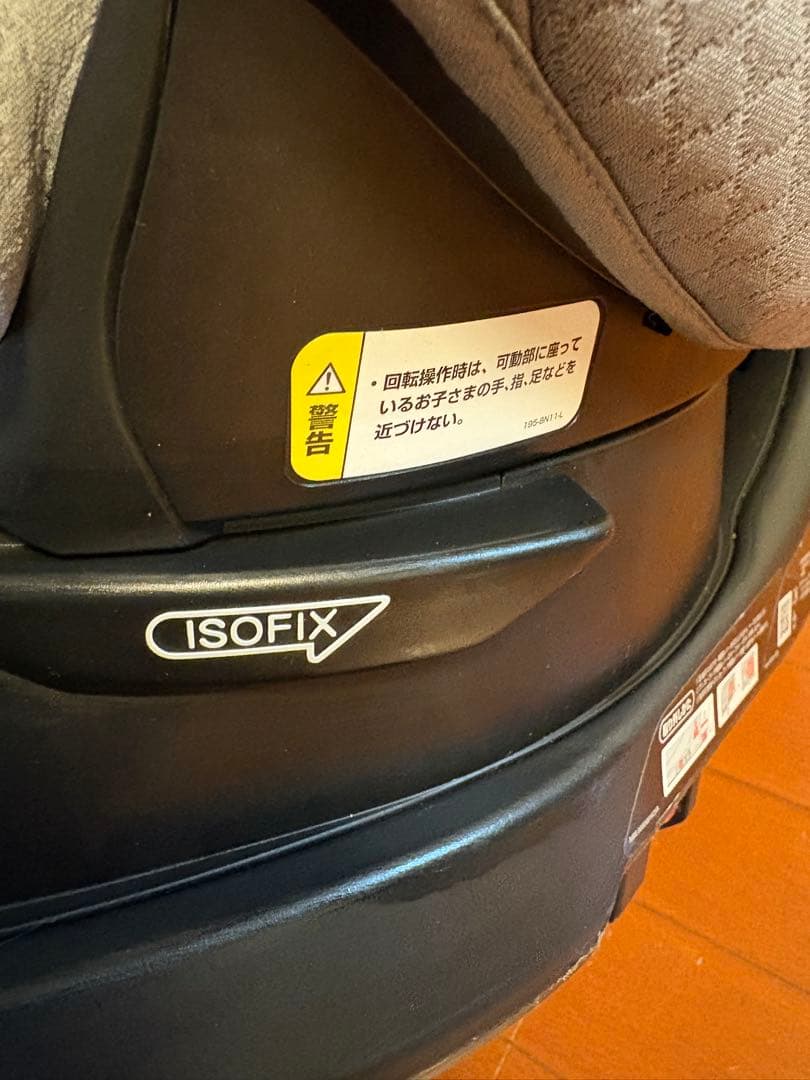 警告
・回転操作時は、可動部に座って
いるお子さまの手、指、足などを
近づけない。
195-BN11-L
ISOFIX